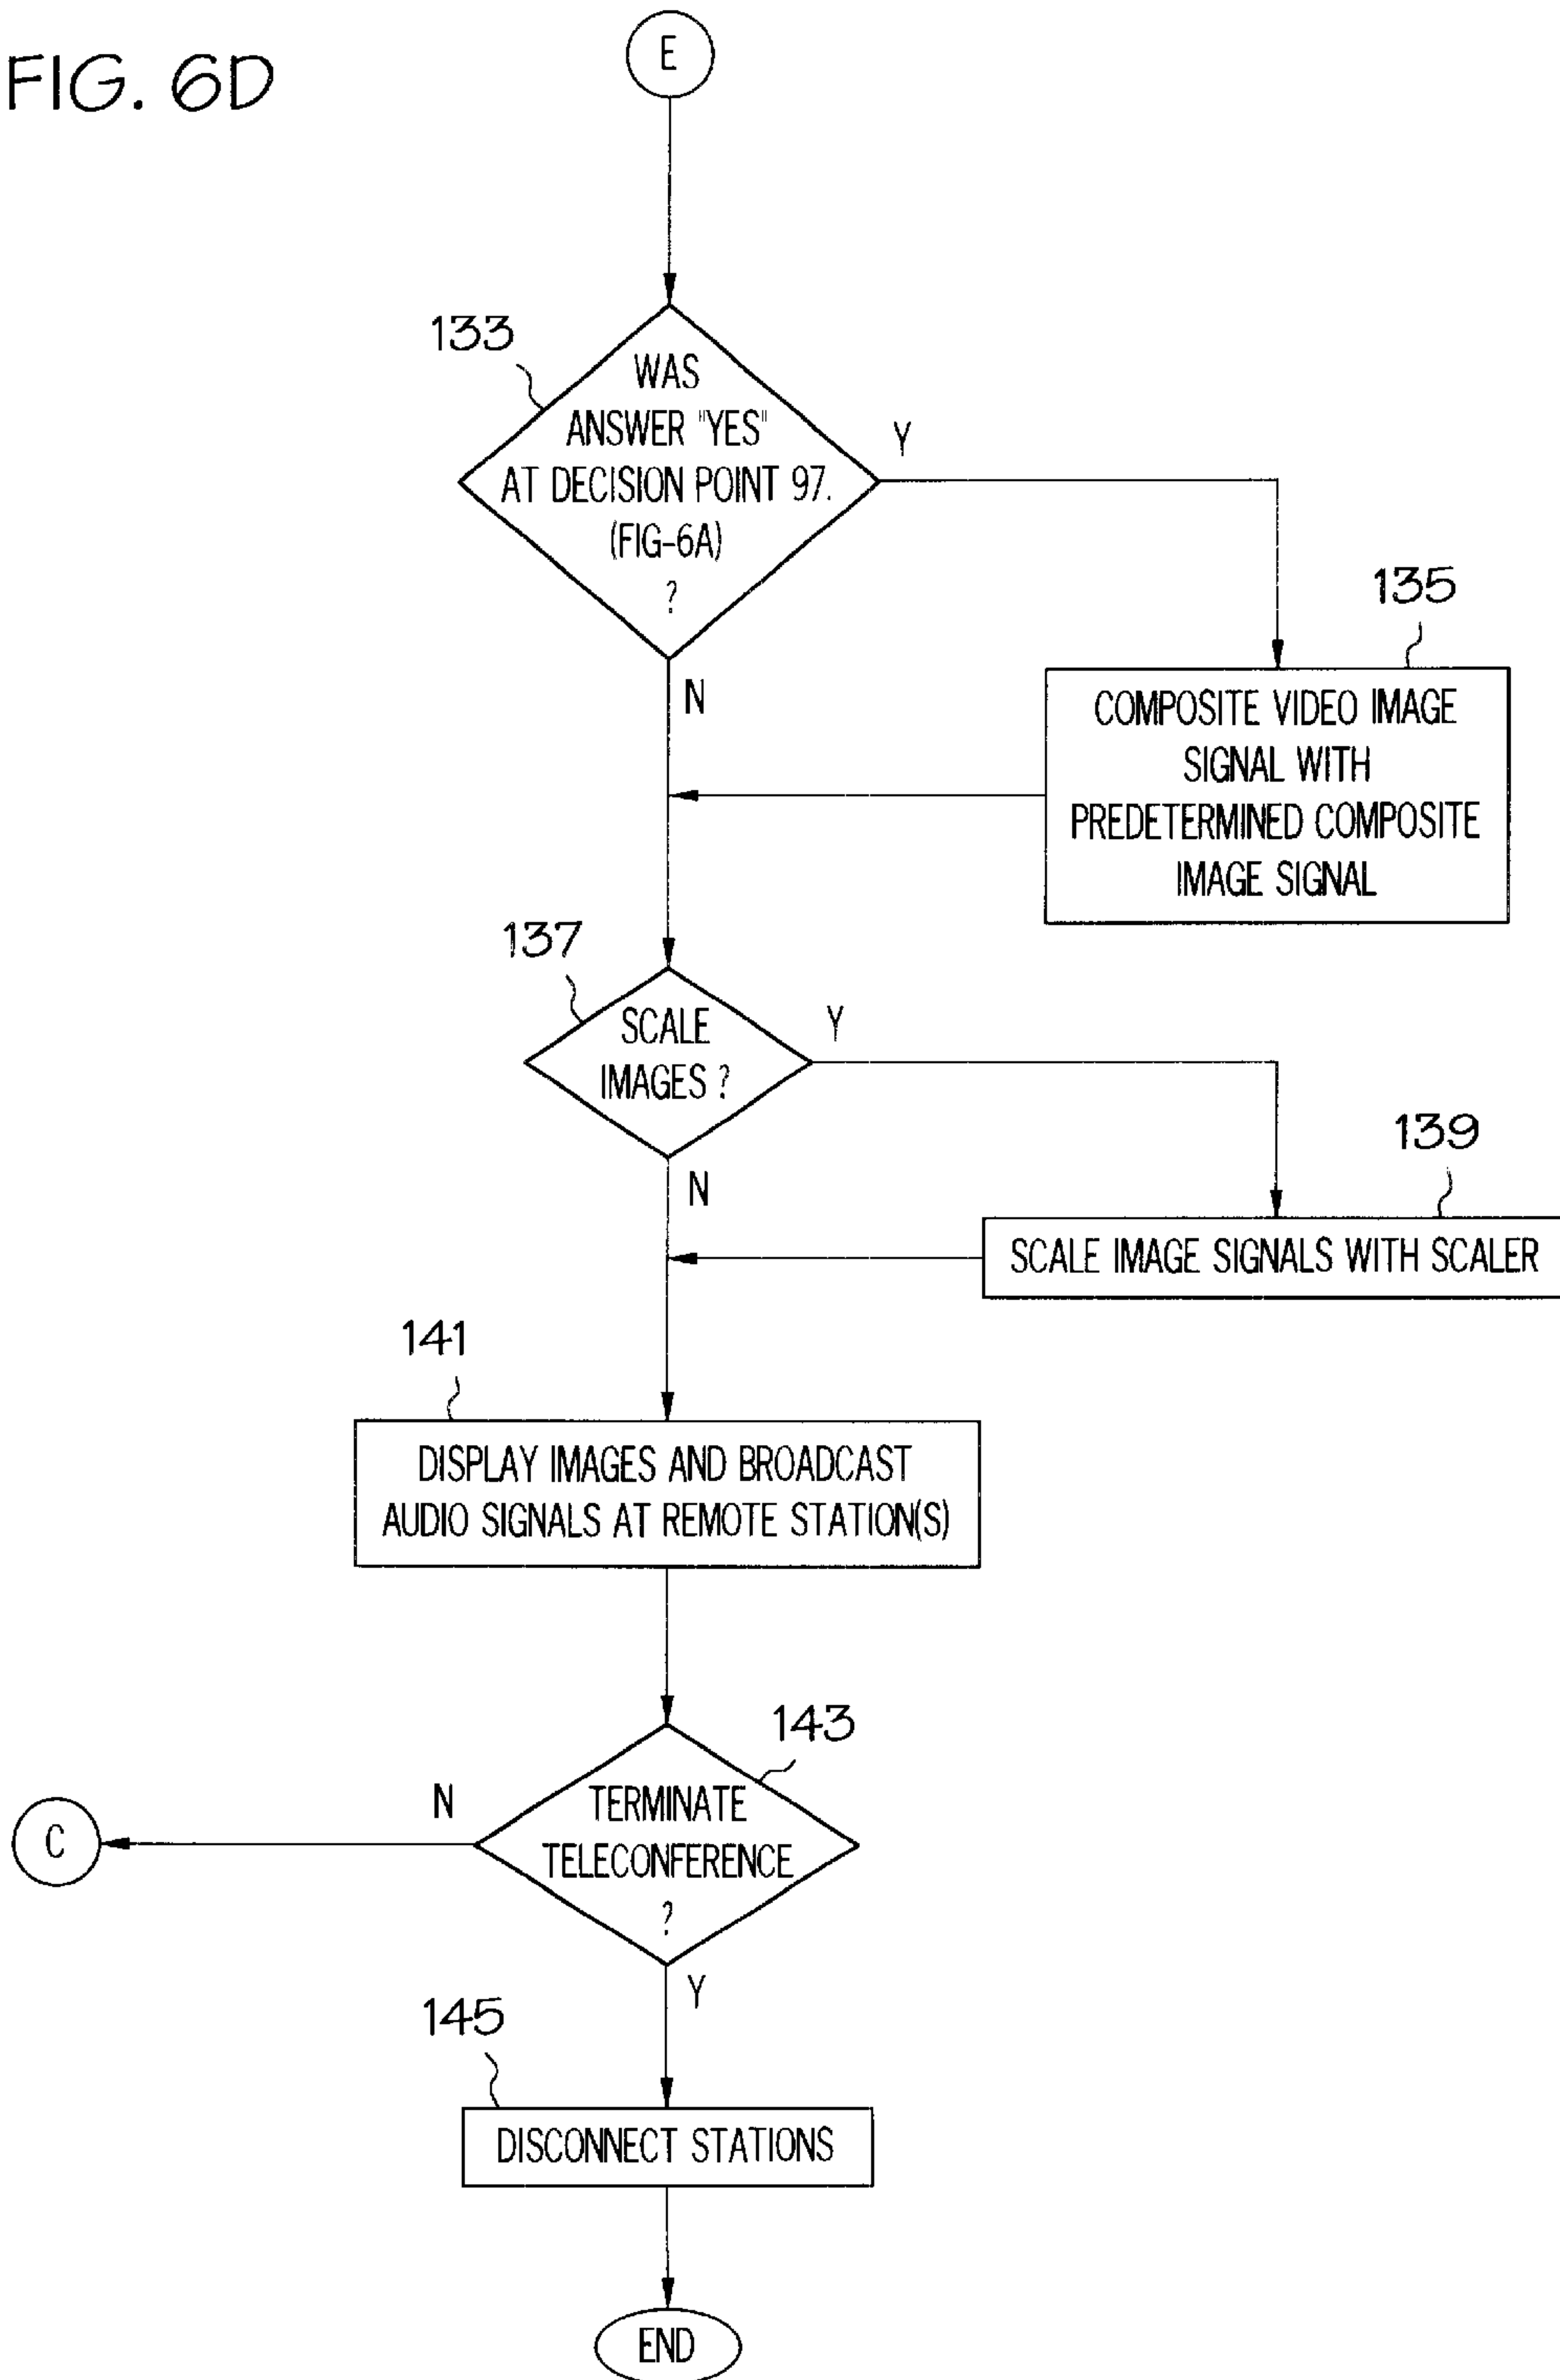 FIG. 6D
E
133
WAS
ANSWER "YES"
AT DECISION POINT 97.
(FIG-6A)
?
Y
N
135
COMPOSITE VIDEO IMAGE
SIGNAL WITH
PREDETERMINED COMPOSITE
IMAGE SIGNAL
137
SCALE
IMAGES ?
Y
N
139
SCALE IMAGE SIGNALS WITH SCALER
141
DISPLAY IMAGES AND BROADCAST
AUDIO SIGNALS AT REMOTE STATION(S)
143
TERMINATE
TELECONFERENCE
?
N
C
Y
145
DISCONNECT STATIONS
END